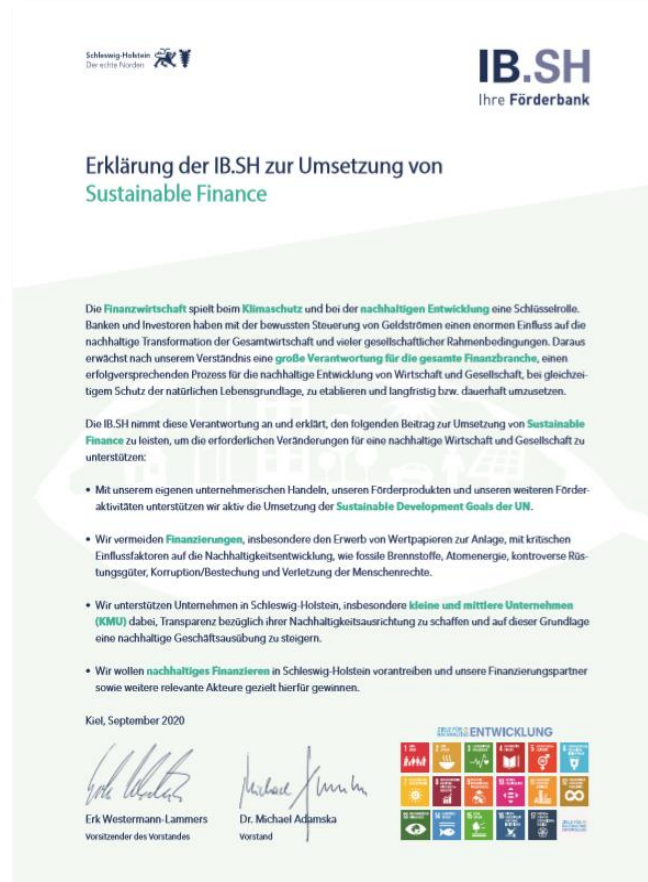 Schleswig-Holstein
Der echte Norden
IB.SH
Ihre Förderbank
Erklärung der IB.SH zur Umsetzung von
Sustainable Finance
Die Finanzwirtschaft spielt beim Klimaschutz und bei der nachhaltigen Entwicklung eine Schlüsselrolle.
Banken und Investoren haben mit der bewussten Steuerung von Geldströmen einen enormen Einfluss auf die
nachhaltige Transformation der Gesamtwirtschaft und vieler gesellschaftlicher Rahmenbedingungen. Daraus
erwächst nach unserem Verständnis eine große Verantwortung für die gesamte Finanzbranche, einen
erfolgversprechenden Prozess für die nachhaltige Entwicklung von Wirtschaft und Gesellschaft, bei gleichzei-
tigem Schutz der natürlichen Lebensgrundlage, zu etablieren und langfristig bzw. dauerhaft umzusetzen.
Die IB.SH nimmt diese Verantwortung an und erklärt, den folgenden Beitrag zur Umsetzung von Sustainable
Finance zu leisten, um die erforderlichen Veränderungen für eine nachhaltige Wirtschaft und Gesellschaft zu
unterstützen:
• Mit unserem eigenen unternehmerischen Handeln, unseren Förderprodukten und unseren weiteren Förder-
aktivitäten unterstützen wir aktiv die Umsetzung der Sustainable Development Goals der UN.
• Wir vermeiden Finanzierungen, insbesondere den Erwerb von Wertpapieren zur Anlage, mit kritischen
Einflussfaktoren auf die Nachhaltigkeitsentwicklung, wie fossile Brennstoffe, Atomenergie, kontroverse Rüs-
tungsgüter, Korruption/Bestechung und Verletzung der Menschenrechte.
• Wir unterstützen Unternehmen in Schleswig-Holstein, insbesondere kleine und mittlere Unternehmen
(KMU) dabei, Transparenz bezüglich ihrer Nachhaltigkeitsausrichtung zu schaffen und auf dieser Grundlage
eine nachhaltige Geschäftsausübung zu steigern.
• Wir wollen nachhaltiges Finanzieren in Schleswig-Holstein vorantreiben und unsere Finanzierungspartner
sowie weitere relevante Akteure gezielt hierfür gewinnen.
Kiel, September 2020
ZIELE FÜR NACHHALTIGE ENTWICKLUNG
Erk Westermann-Lammers
Vorsitzender des Vorstandes
Dr. Michael Adamska
Vorstand